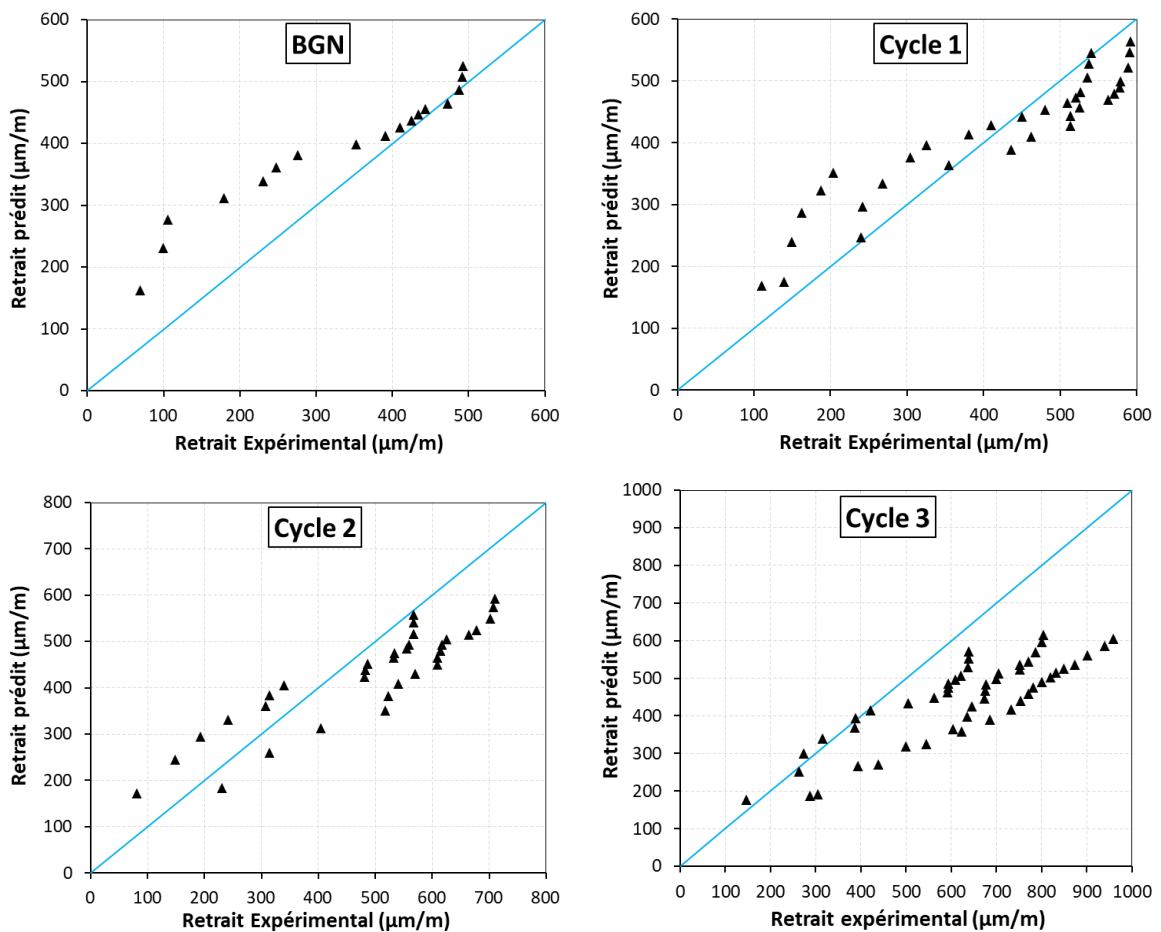 BGN
Retrait prédit (µm/m)
600
500
400
300
200
100
0
0 100 200 300 400 500 600
Retrait Expérimental (µm/m)
Cycle 1
Retrait prédit (µm/m)
600
500
400
300
200
100
0
0 100 200 300 400 500 600
Retrait Expérimental (µm/m)
Cycle 2
Retrait prédit (µm/m)
800
700
600
500
400
300
200
100
0
0 100 200 300 400 500 600 700 800
Retrait Expérimental (µm/m)
Cycle 3
Retrait prédit (µm/m)
1000
900
800
700
600
500
400
300
200
100
0
0 100 200 300 400 500 600 700 800 900 1000
Retrait expérimental (µm/m)